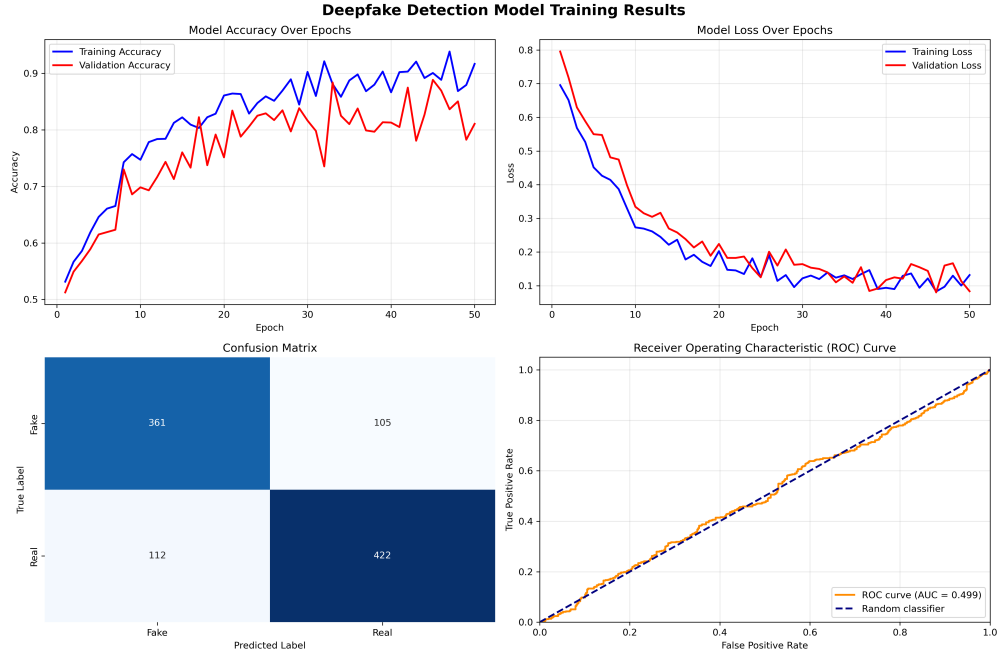 Deepfake Detection Model Training Results
Model Accuracy Over Epochs
Training Accuracy
Validation Accuracy
0.9
0.8
0.7
0.6
0.5
Accuracy
0
10
20
30
40
50
Epoch
Model Loss Over Epochs
Training Loss
Validation Loss
0.8
0.7
0.6
0.5
0.4
0.3
0.2
0.1
Loss
0
10
20
30
40
50
Epoch
Confusion Matrix
True Label
Fake
361
105
Real
112
422
Fake
Real
Predicted Label
Receiver Operating Characteristic (ROC) Curve
1.0
0.8
0.6
0.4
0.2
0.0
True Positive Rate
ROC curve (AUC = 0.499)
Random classifier
0.0
0.2
0.4
0.6
0.8
1.0
False Positive Rate